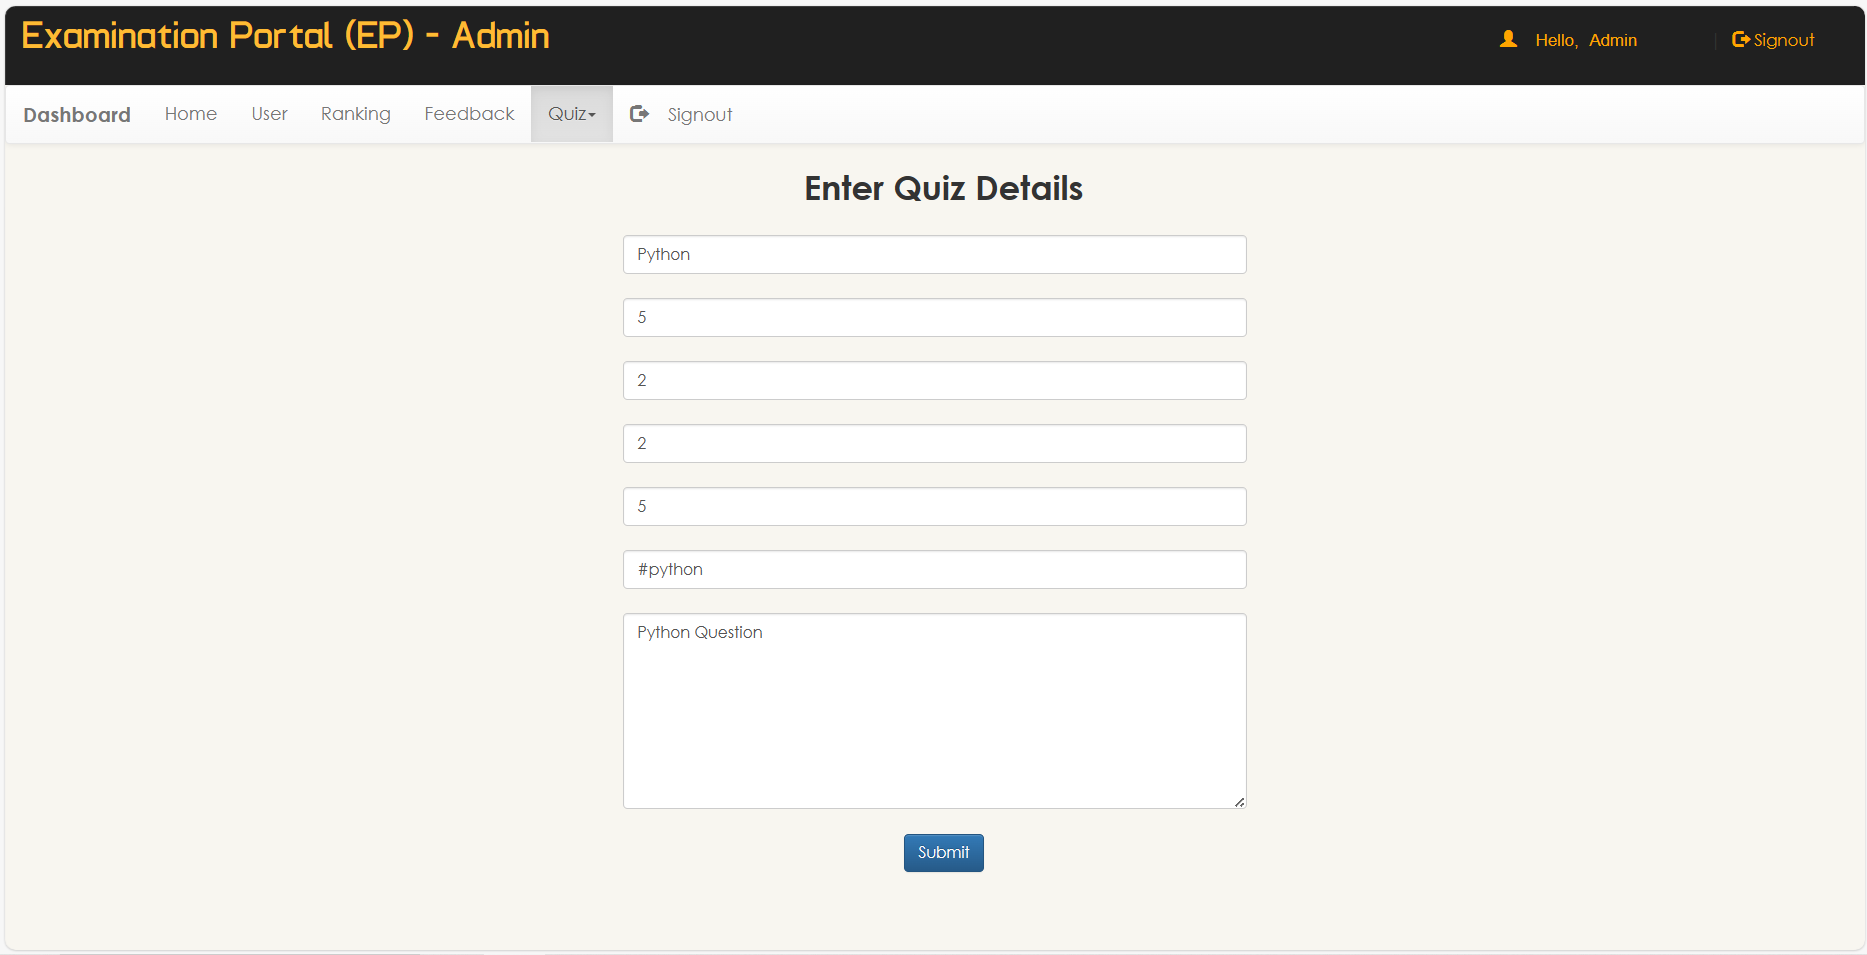 Examination Portal (EP) - Admin
Hello, Admin | Signout
Dashboard Home User Ranking Feedback Quiz Signout
Enter Quiz Details
Python
5
2
2
5
#python
Python Question
Submit